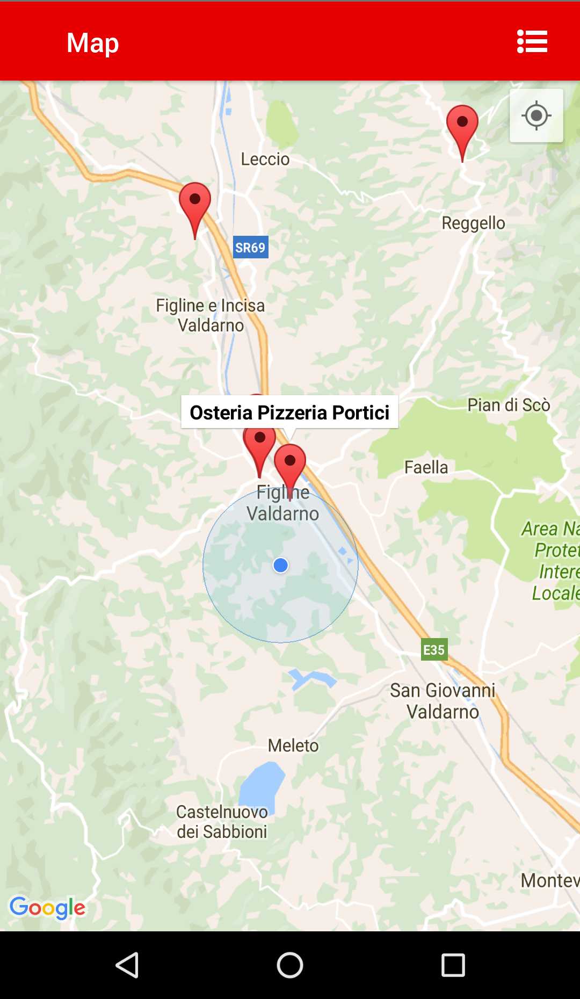 Map
Leccio
Reggello
SR69
Figline e Incisa
Valdarno
Osteria Pizzeria Portici
Pian di Scò
Faella
Figline
Valdarno
Area Na
Protet
Intere
Locale
E35
San Giovanni
Valdarno
Meleto
Castelnuovo
dei Sabbioni
Montev
Google